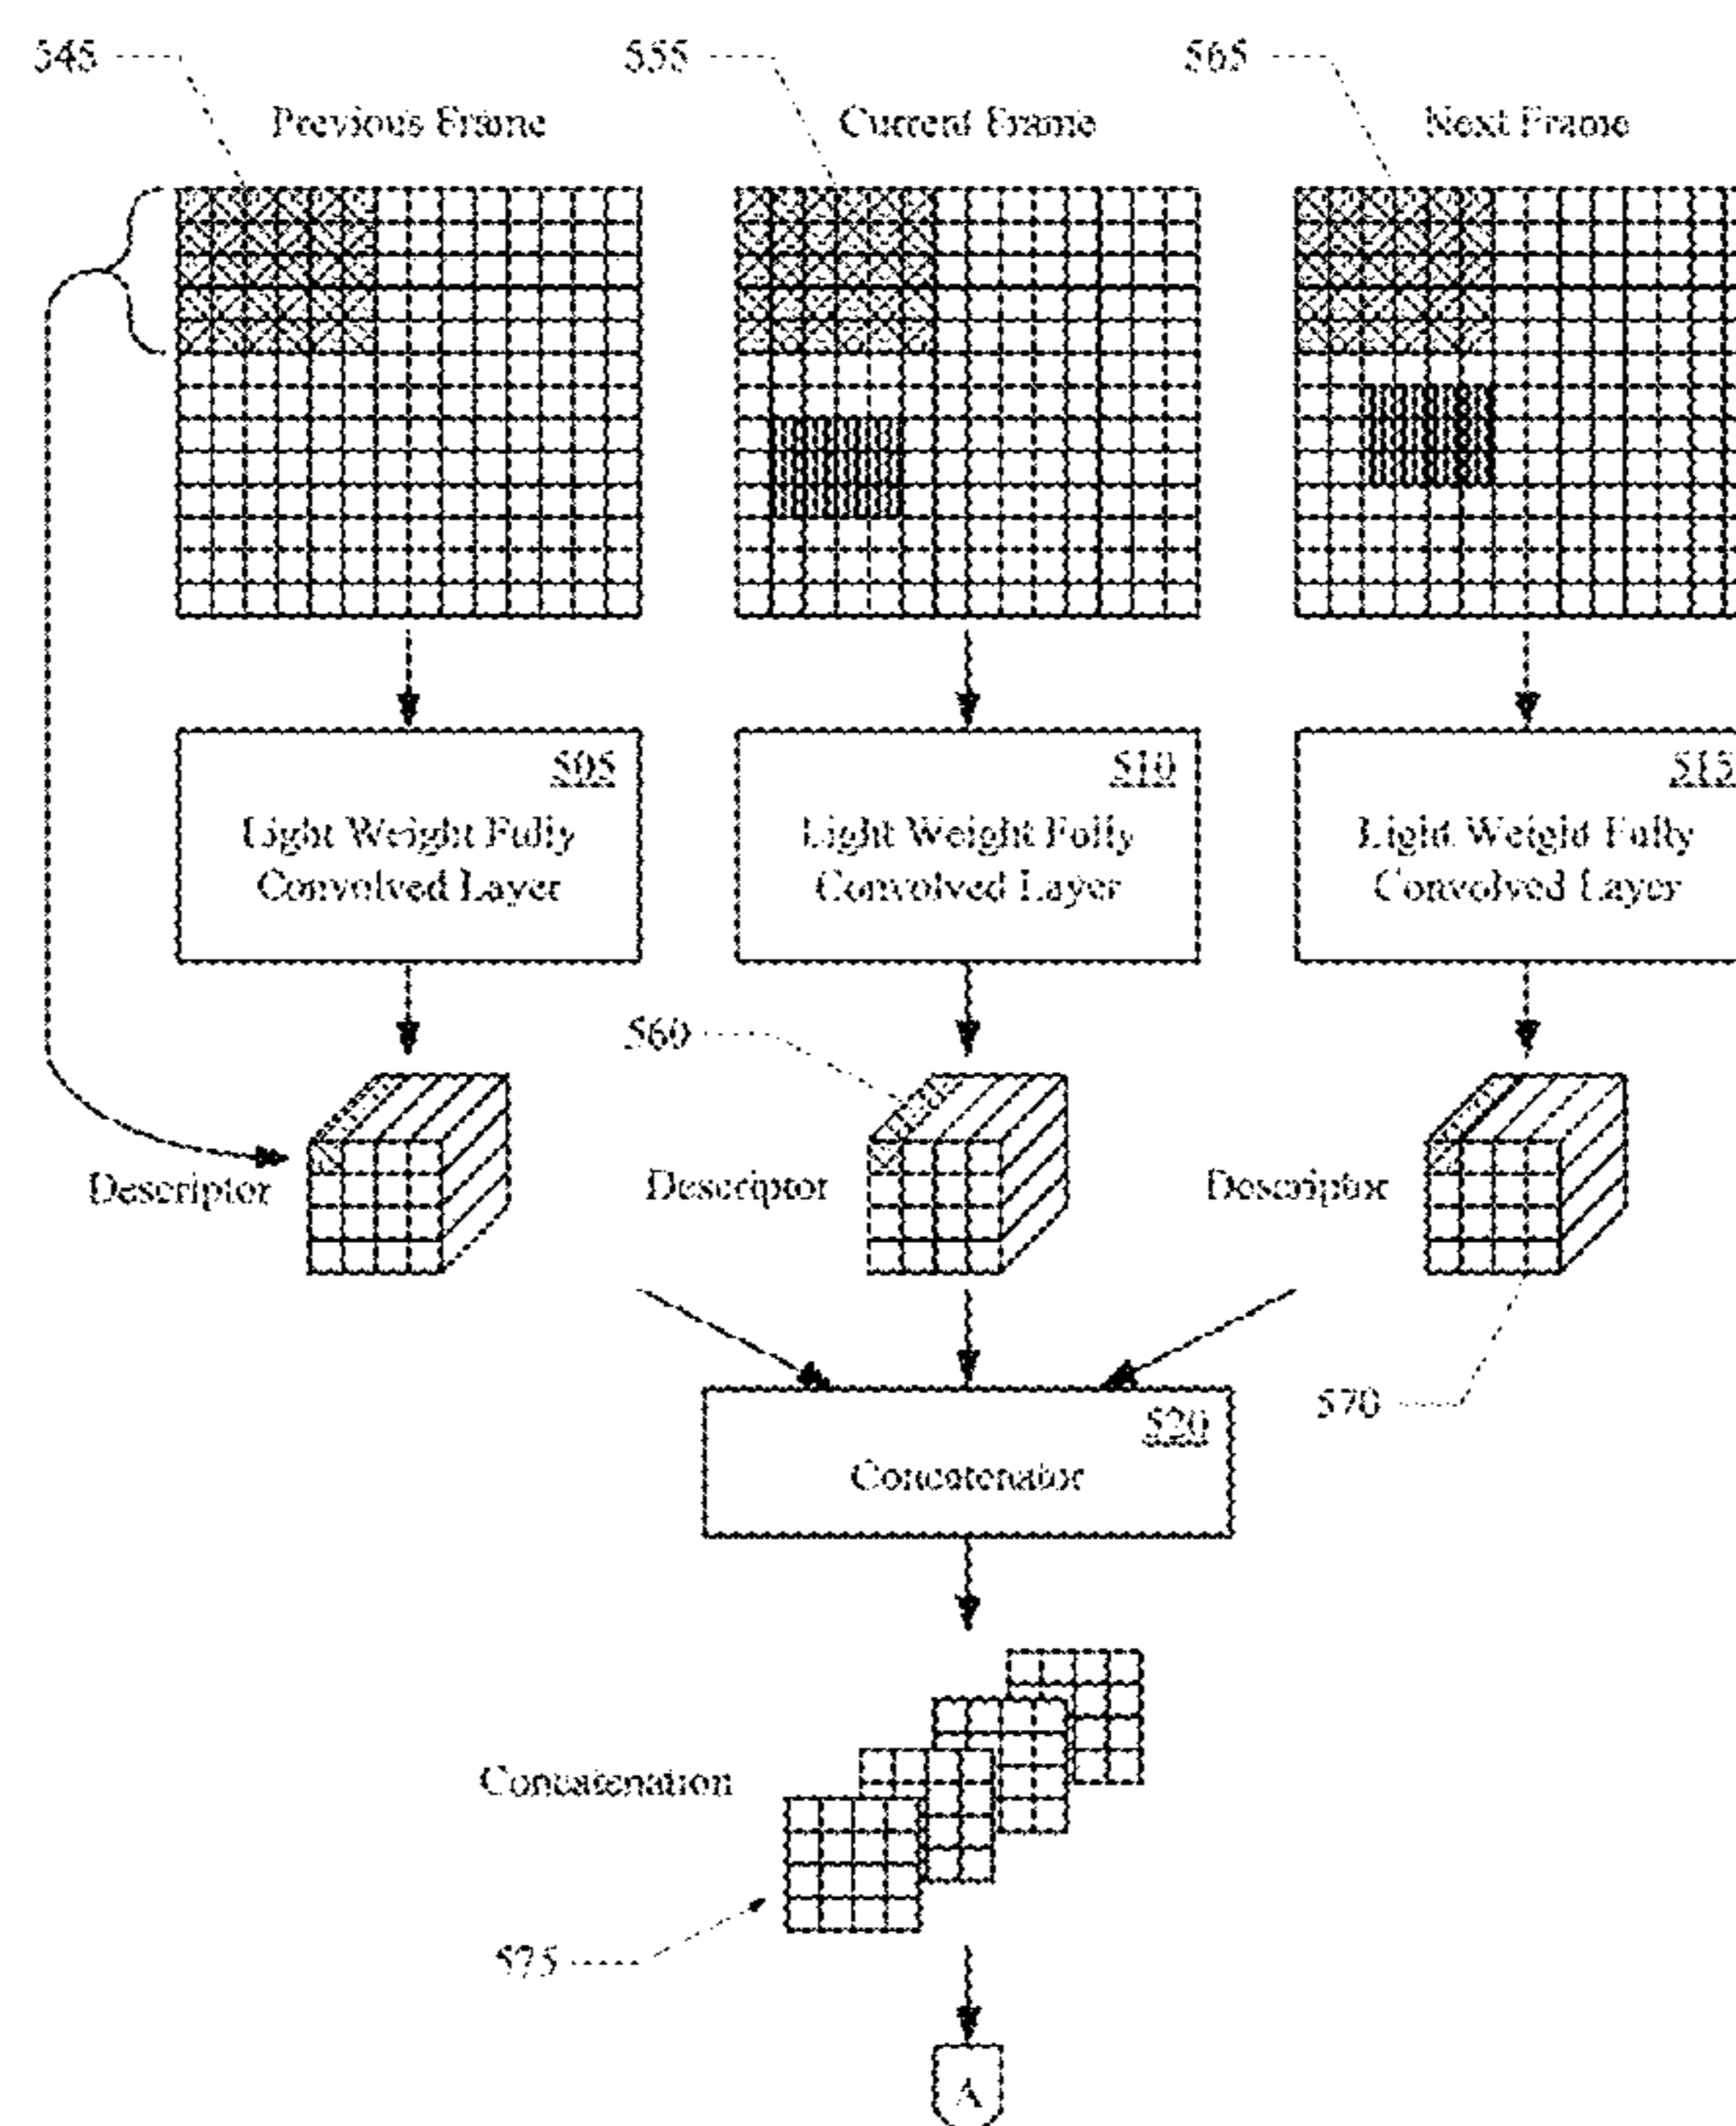 545
555
565
Previous Frame
Current Frame
Next Frame
505
510
515
Light Weight Fully
Convolved Layer
Light Weight Fully
Convolved Layer
Light Weight Fully
Convolved Layer
560
Descriptor
Descriptor
Descriptor
570
520
Concatenator
Concatenation
575
A